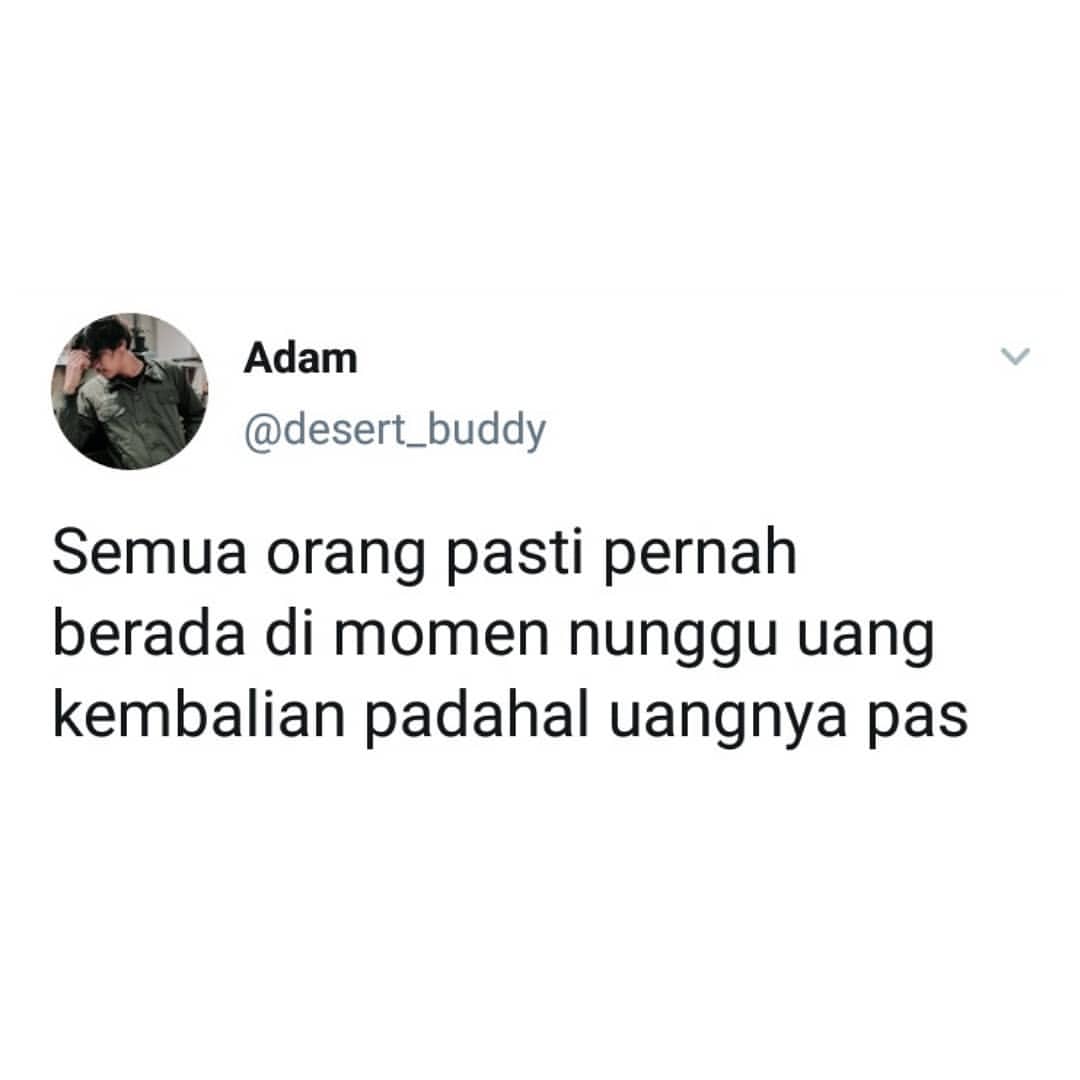 Adam
@desert_buddy
Semua orang pasti pernah
berada di momen nunggu uang
kembalian padahal uangnya pas